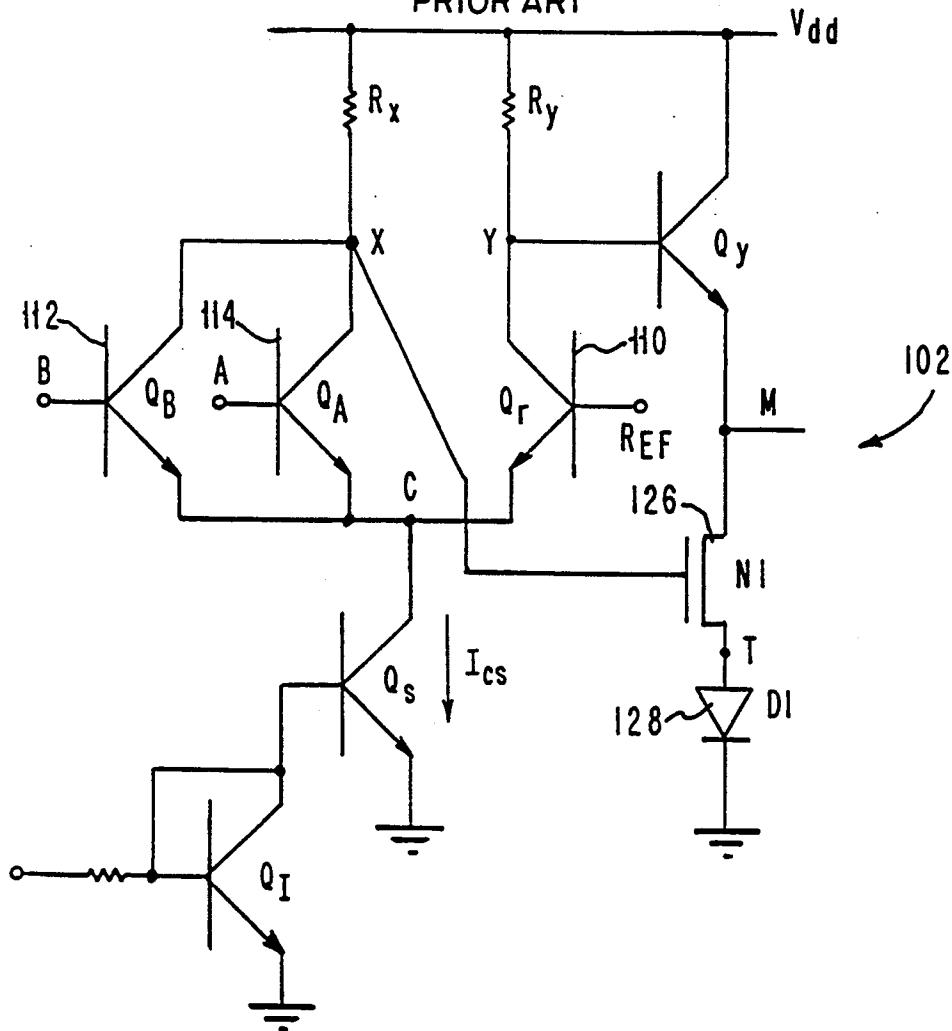 PRIOR ART
Vdd
Rx
Ry
X
Y
Qy
112
114
110
102
B
QB
A
QA
Qr
REF
M
C
126
N1
Qs
Ics
T
128
D1
QI